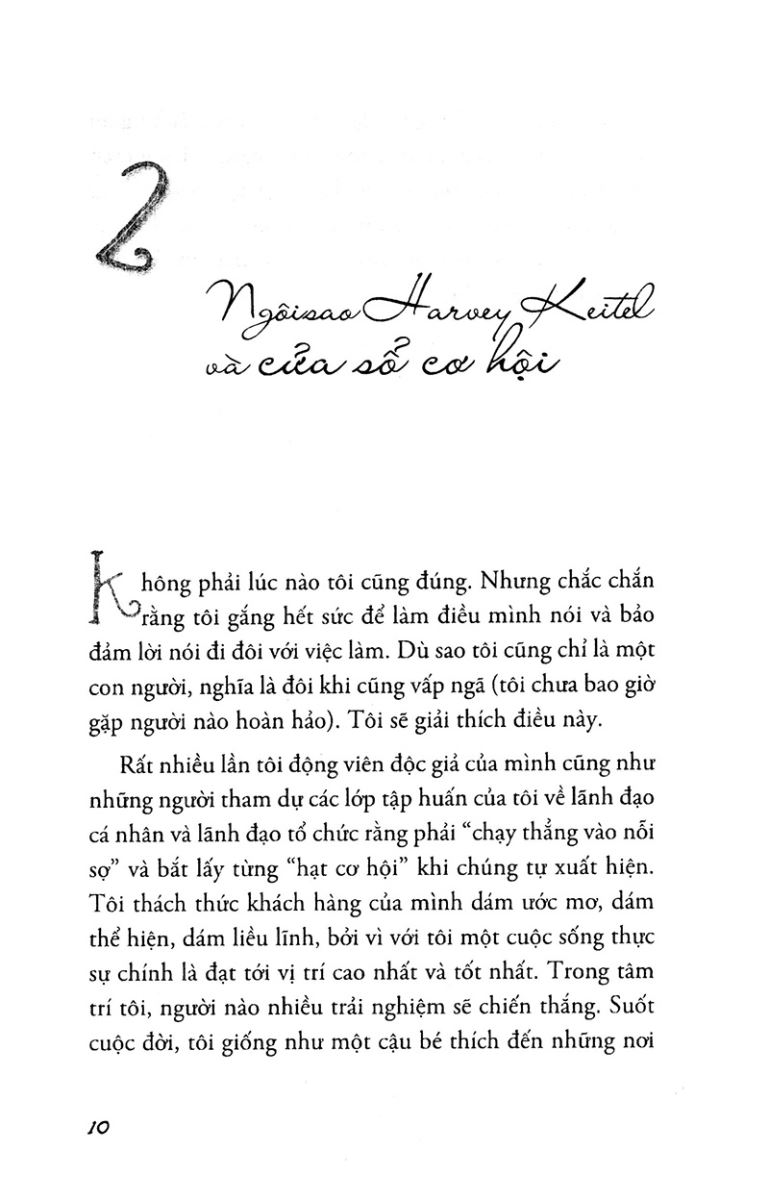 2
Ngôi sao Harvey Keitel
và cửa sổ cơ hội
Không phải lúc nào tôi cũng đúng. Nhưng chắc chắn
rằng tôi gắng hết sức để làm điều mình nói và bảo
đảm lời nói đi đôi với việc làm. Dù sao tôi cũng chỉ là một
con người, nghĩa là đôi khi cũng vấp ngã (tôi chưa bao giờ
gặp người nào hoàn hảo). Tôi sẽ giải thích điều này.
Rất nhiều lần tôi động viên độc giả của mình cũng như
những người tham dự các lớp tập huấn của tôi về lãnh đạo
cá nhân và lãnh đạo tổ chức rằng phải “chạy thẳng vào nỗi
sợ” và bắt lấy từng “hạt cơ hội” khi chúng tự xuất hiện.
Tôi thách thức khách hàng của mình dám ước mơ, dám
thể hiện, dám liều lĩnh, bởi vì với tôi một cuộc sống thực
sự chính là đạt tới vị trí cao nhất và tốt nhất. Trong tâm
trí tôi, người nào nhiều trải nghiệm sẽ chiến thắng. Suốt
cuộc đời, tôi giống như một cậu bé thích đến những nơi
10